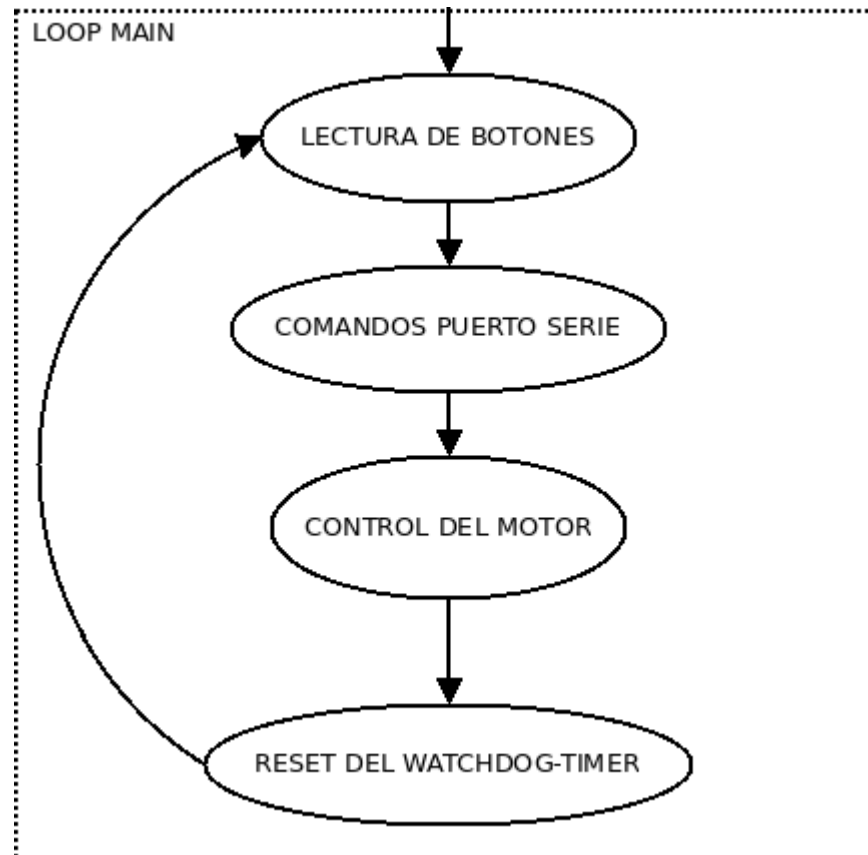 LOOP MAIN
LECTURA DE BOTONES
COMANDOS PUERTO SERIE
CONTROL DEL MOTOR
RESET DEL WATCHDOG-TIMER